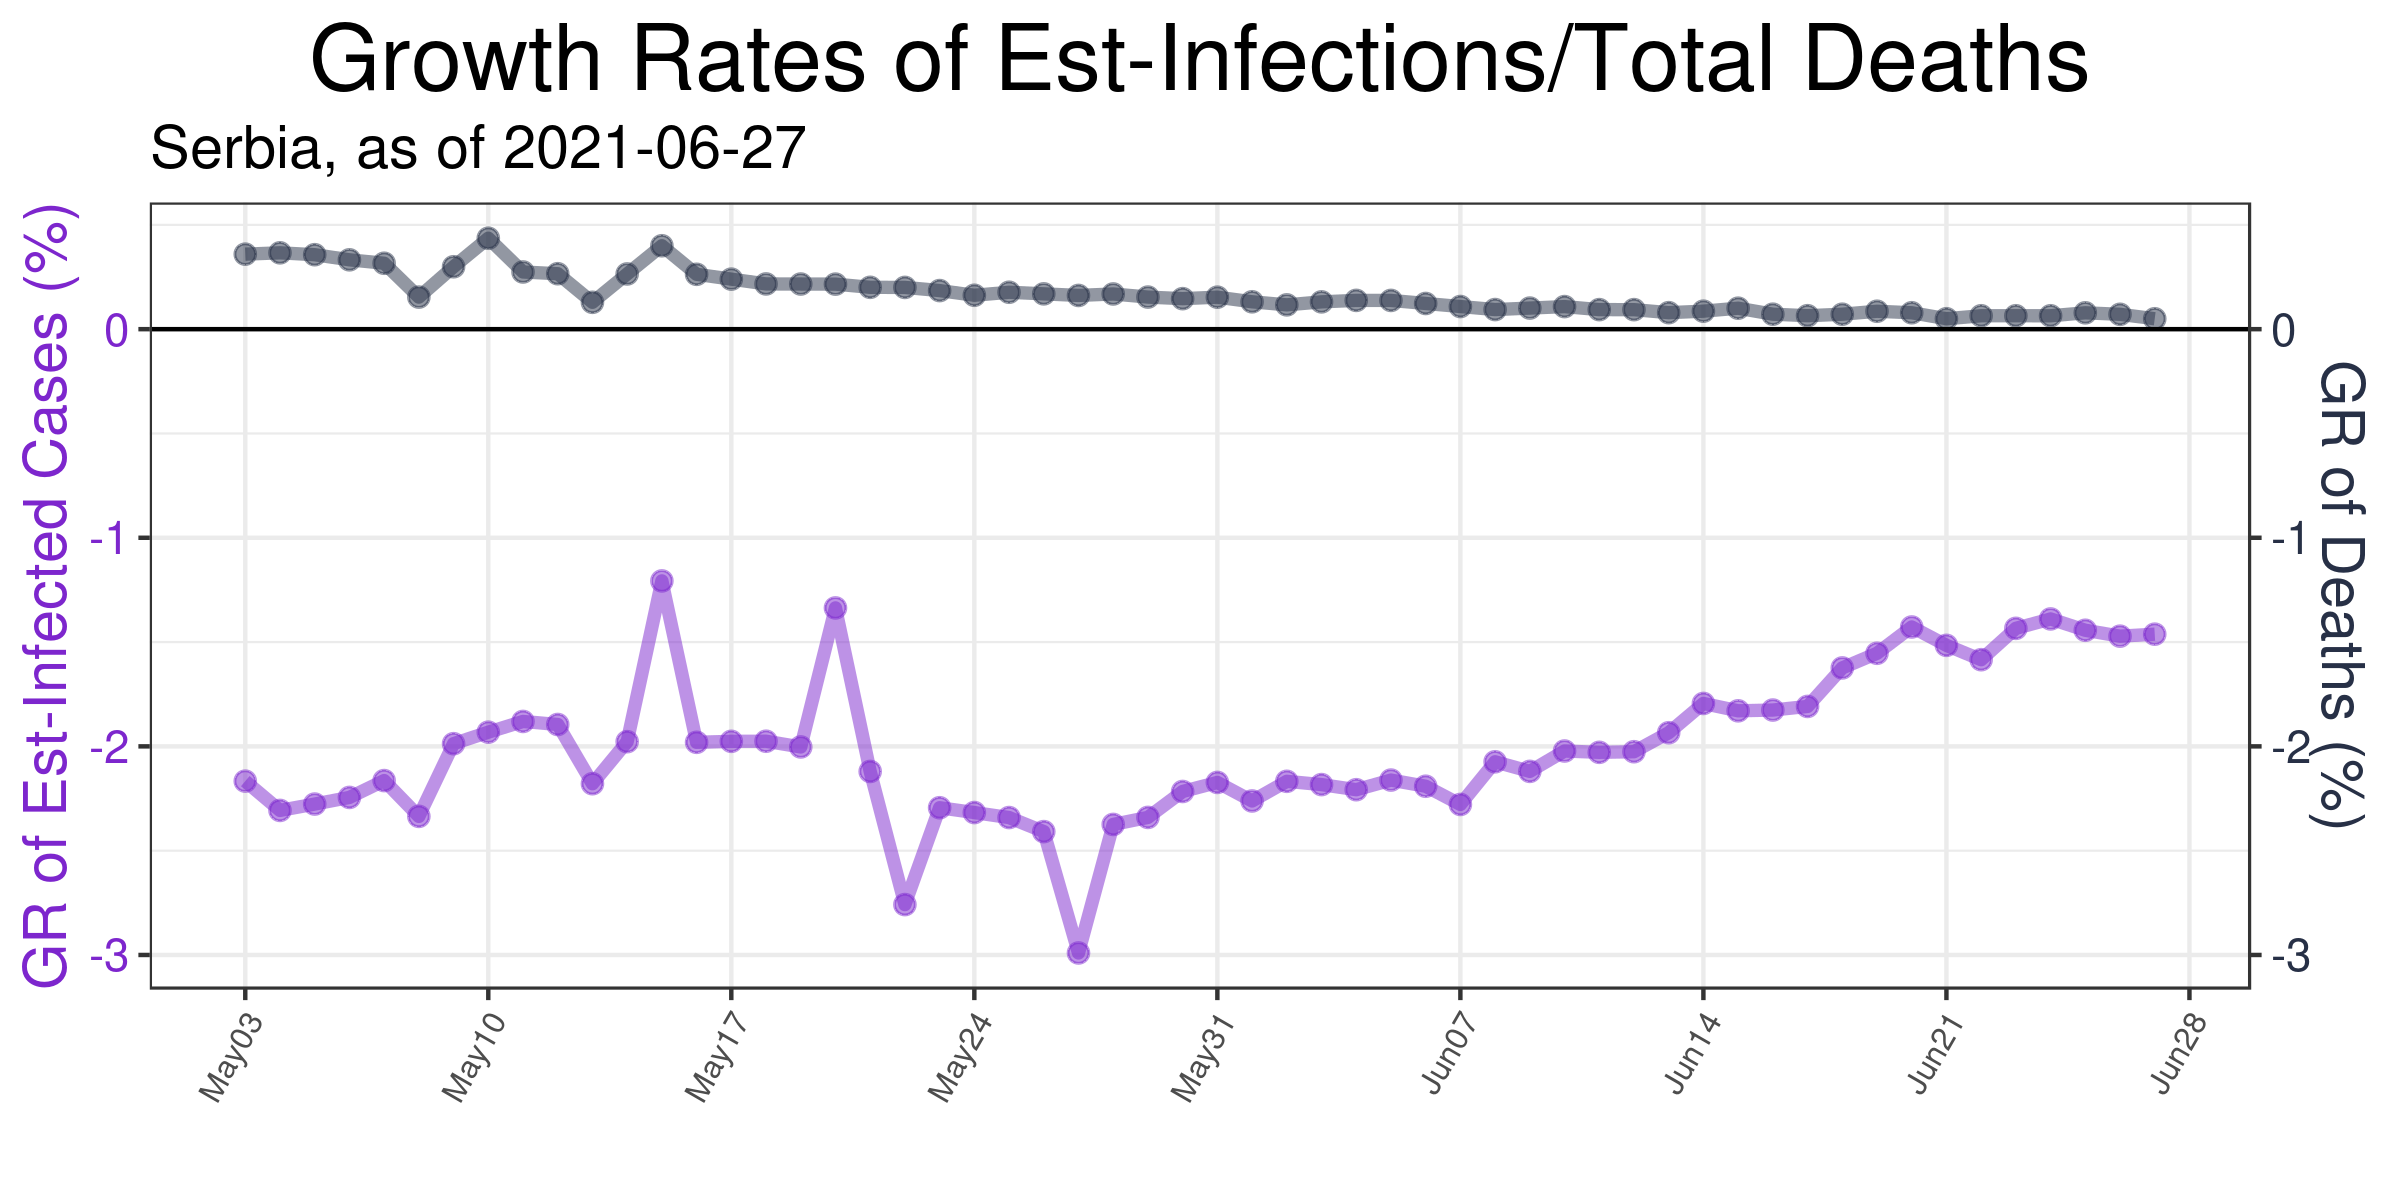 Growth Rates of Est-Infections/Total Deaths
Serbia, as of 2021-06-27
GR of Est-Infected Cases (%)
0
-1
-2
-3
0
-1
-2
-3
GR of Deaths (%)
May03
May10
May17
May24
May31
Jun07
Jun14
Jun21
Jun28